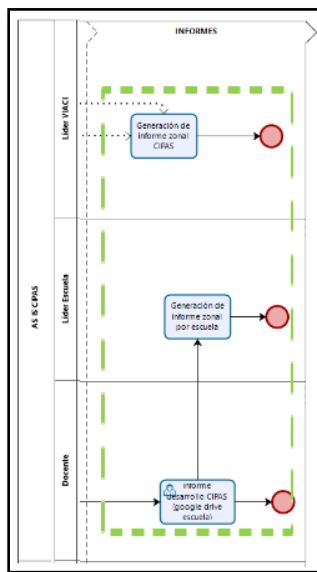 INFORMES
AS IS CIPAS
Líder VIACI
Generación de
informe zonal
CIPAS
Líder Escuela
Generación de
informe zonal
por escuela
Docente
Informe
desarrollo CIPAS
(google drive
escuela)